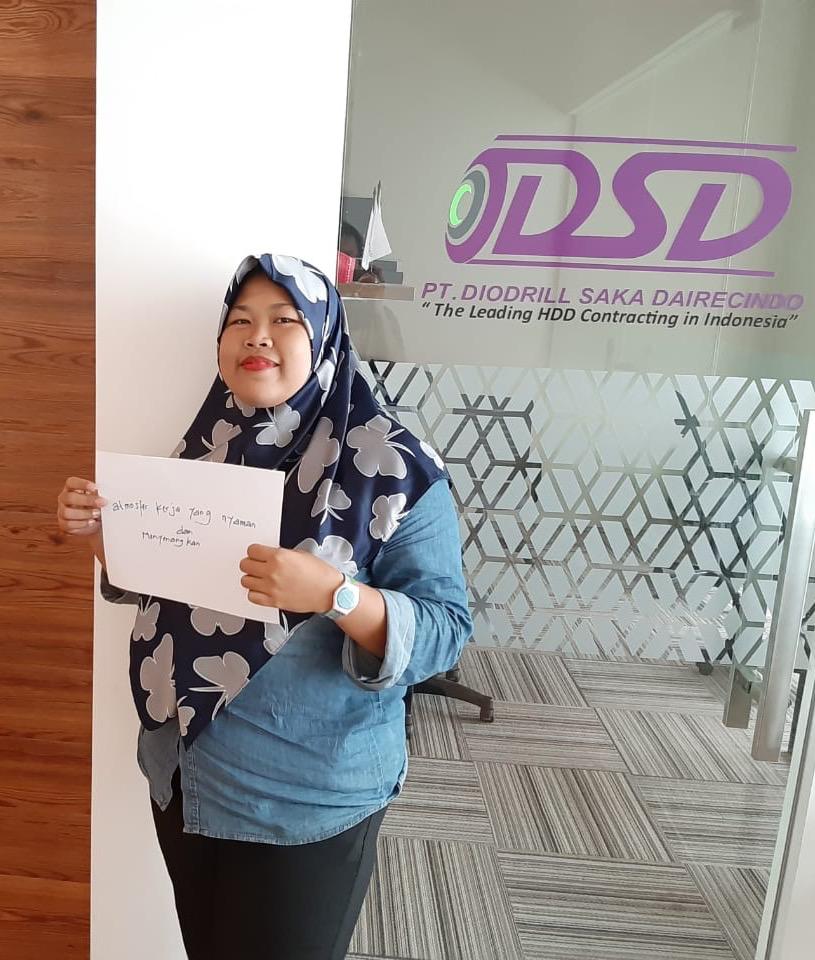 DSD
PT. DIODRILL SAKA DAIRECINDO
“ The Leading HDD Contracting in Indonesia”
atmosfer kerja yang nyaman
dan
Menyenangkan